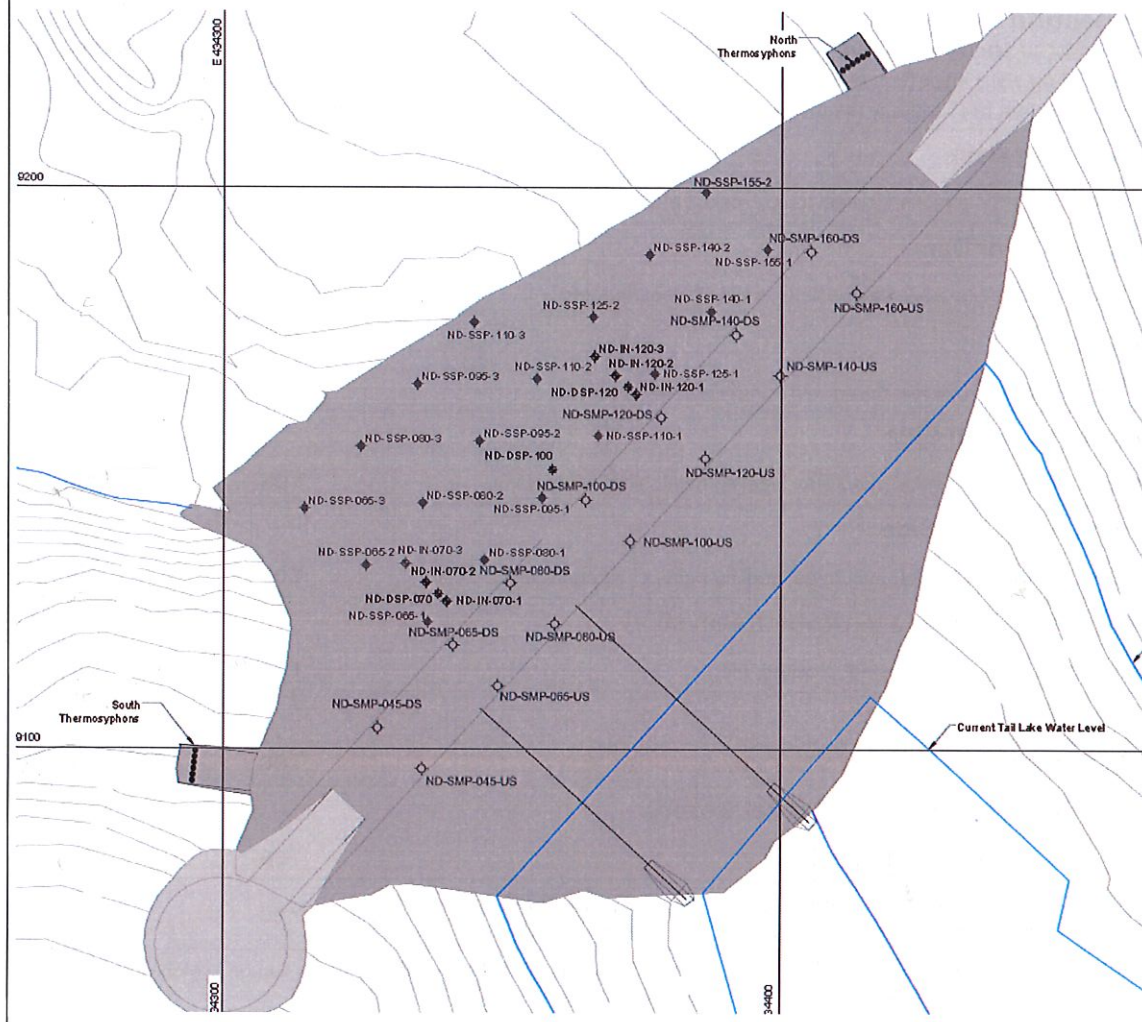 E 434300
North
Thermosyphons
9200
ND-SSP-155-2
ND-SMP-160-DS
ND-SSP-140-2
ND-SSP-155-1
ND-SMP-160-US
ND-SSP-140-1
ND-SSP-125-2
ND-SMP-140-DS
ND-SSP-110-3
ND-IN-120-3
ND-IN-120-2
ND-SSP-110-2
ND-SSP-125-1
ND-SMP-140-US
ND-SSP-095-3
ND-DSP-120
ND-IN-120-1
ND-SMP-120-DS
ND-SSP-110-1
ND-SSP-095-2
ND-SSP-080-3
ND-DSP-100
ND-SMP-120-US
ND-SMP-100-DS
ND-SSP-080-2
ND-SSP-065-3
ND-SSP-095-1
ND-SMP-100-US
ND-SSP-065-2
ND-IN-070-3
ND-SSP-080-1
ND-IN-070-2
ND-SMP-080-DS
ND-DSP-070
ND-IN-070-1
ND-SSP-065-1
ND-SMP-065-DS
ND-SMP-080-US
ND-SMP-065-US
South
Thermosyphons
ND-SMP-045-DS
Current Tail Lake Water Level
9100
ND-SMP-045-US
34300
34400